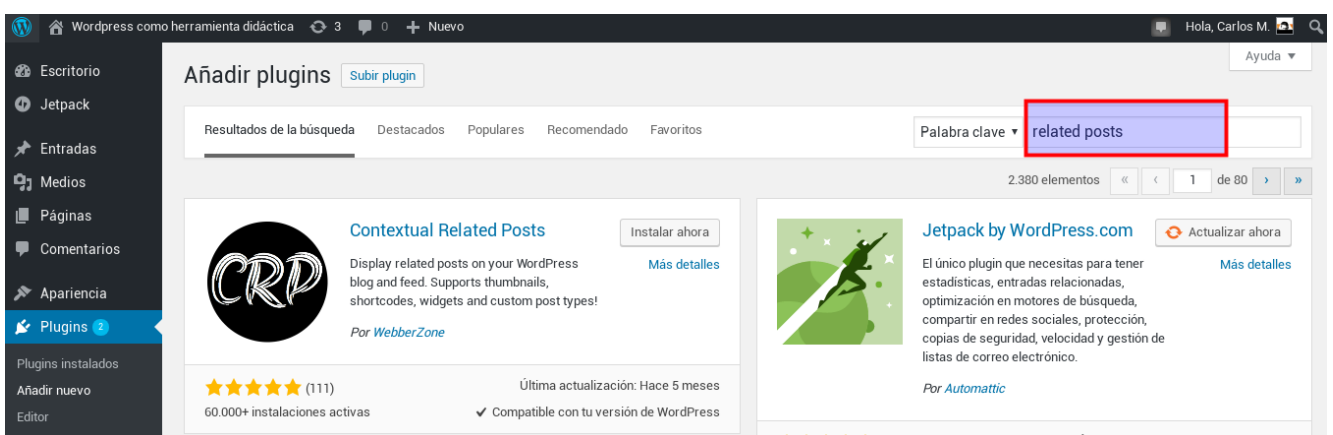 Wordpress como herramienta didáctica 3 0 + Nuevo Hola, Carlos M.
Escritorio
Jetpack
Entradas
Medios
Páginas
Comentarios
Apariencia
Plugins 2
Plugins instalados
Añadir nuevo
Editor
Ayuda ▼
Añadir plugins Subir plugin
Resultados de la búsqueda Destacados Populares Recomendado Favoritos Palabra clave ▼ related posts
2.380 elementos « ‹ 1 de 80 › »
CRP
Contextual Related Posts Instalar ahora
Más detalles
Display related posts on your WordPress
blog and feed. Supports thumbnails,
shortcodes, widgets and custom post types!
Por WebberZone
(111) Última actualización: Hace 5 meses
60.000+ instalaciones activas ✔ Compatible con tu versión de WordPress
Jetpack by WordPress.com Actualizar ahora
Más detalles
El único plugin que necesitas para tener
estadísticas, entradas relacionadas,
optimización en motores de búsqueda,
compartir en redes sociales, protección,
copias de seguridad, velocidad y gestión de
listas de correo electrónico.
Por Automattic